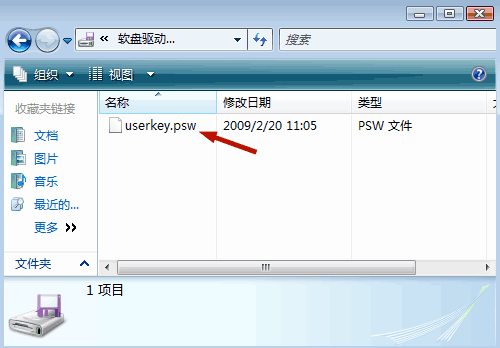 « 软盘驱动... 搜索
组织 视图
收藏夹链接
文档
图片
音乐
最近的...
更多 »
文件夹
名称 修改日期 类型
userkey.psw 2009/2/20 11:05 PSW 文件
1 项目